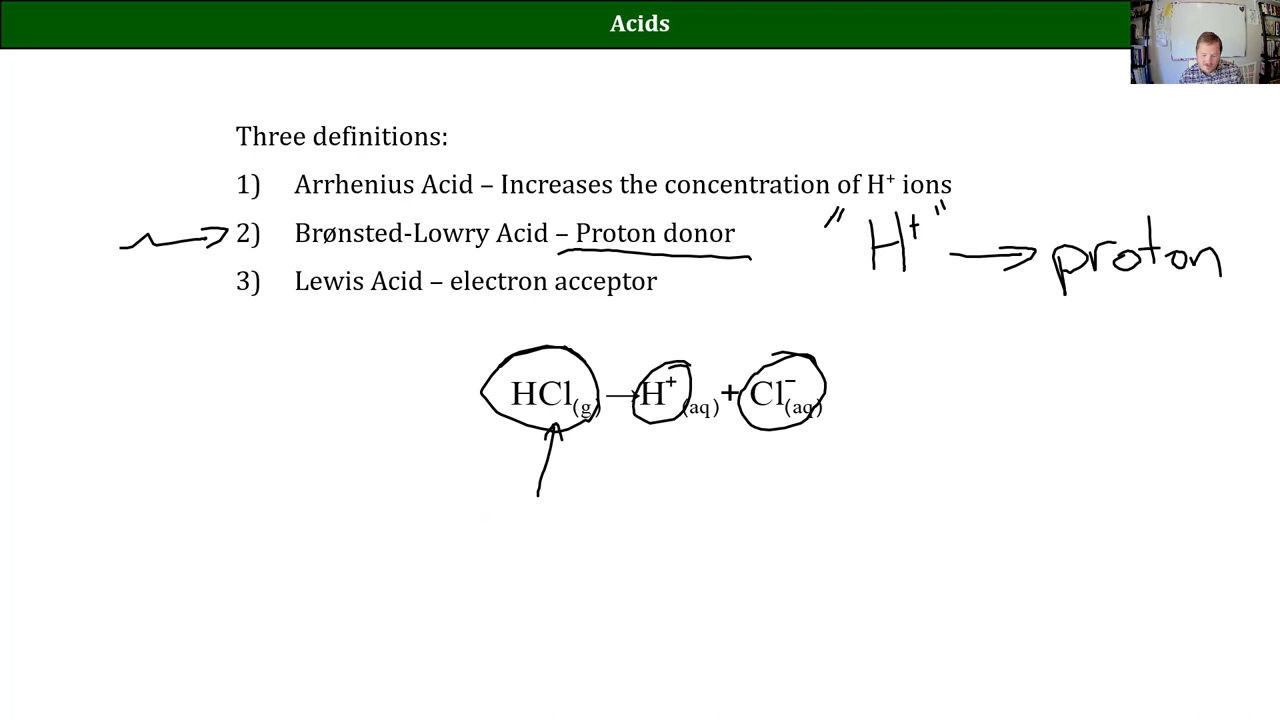 Acids
Three definitions:
1) Arrhenius Acid – Increases the concentration of H⁺ ions
2) Brønsted-Lowry Acid – Proton donor
"H⁺" → proton
3) Lewis Acid – electron acceptor
HCl(g) → H⁺(aq) + Cl⁻(aq)